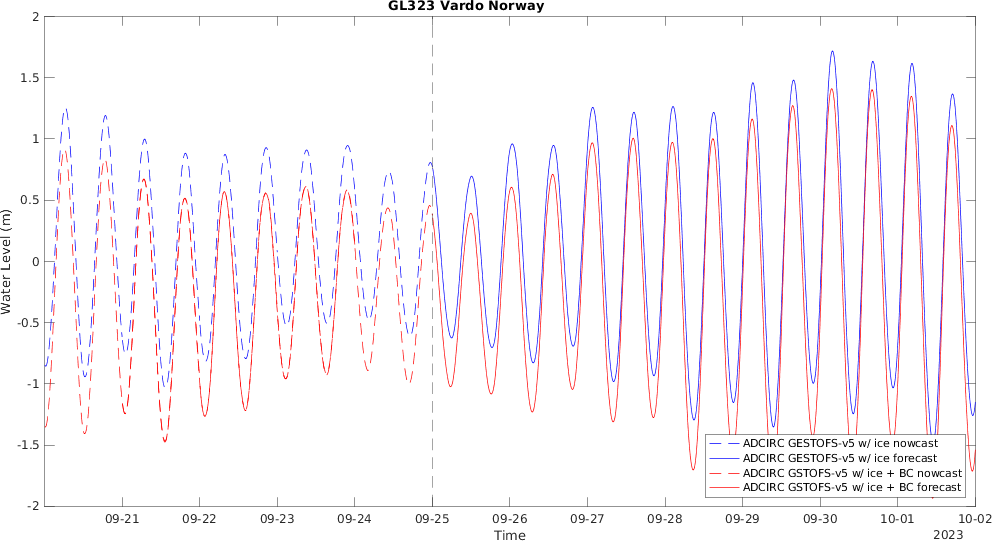 GL323 Vardo Norway
2
1.5
1
0.5
0
-0.5
-1
-1.5
-2
Water Level (m)
ADCIRC GESTOFS-v5 w/ ice nowcast
ADCIRC GESTOFS-v5 w/ ice forecast
ADCIRC GSTOFS-v5 w/ ice + BC nowcast
ADCIRC GSTOFS-v5 w/ ice + BC forecast
09-21 09-22 09-23 09-24 09-25 09-26 09-27 09-28 09-29 09-30 10-01 10-02
Time
2023